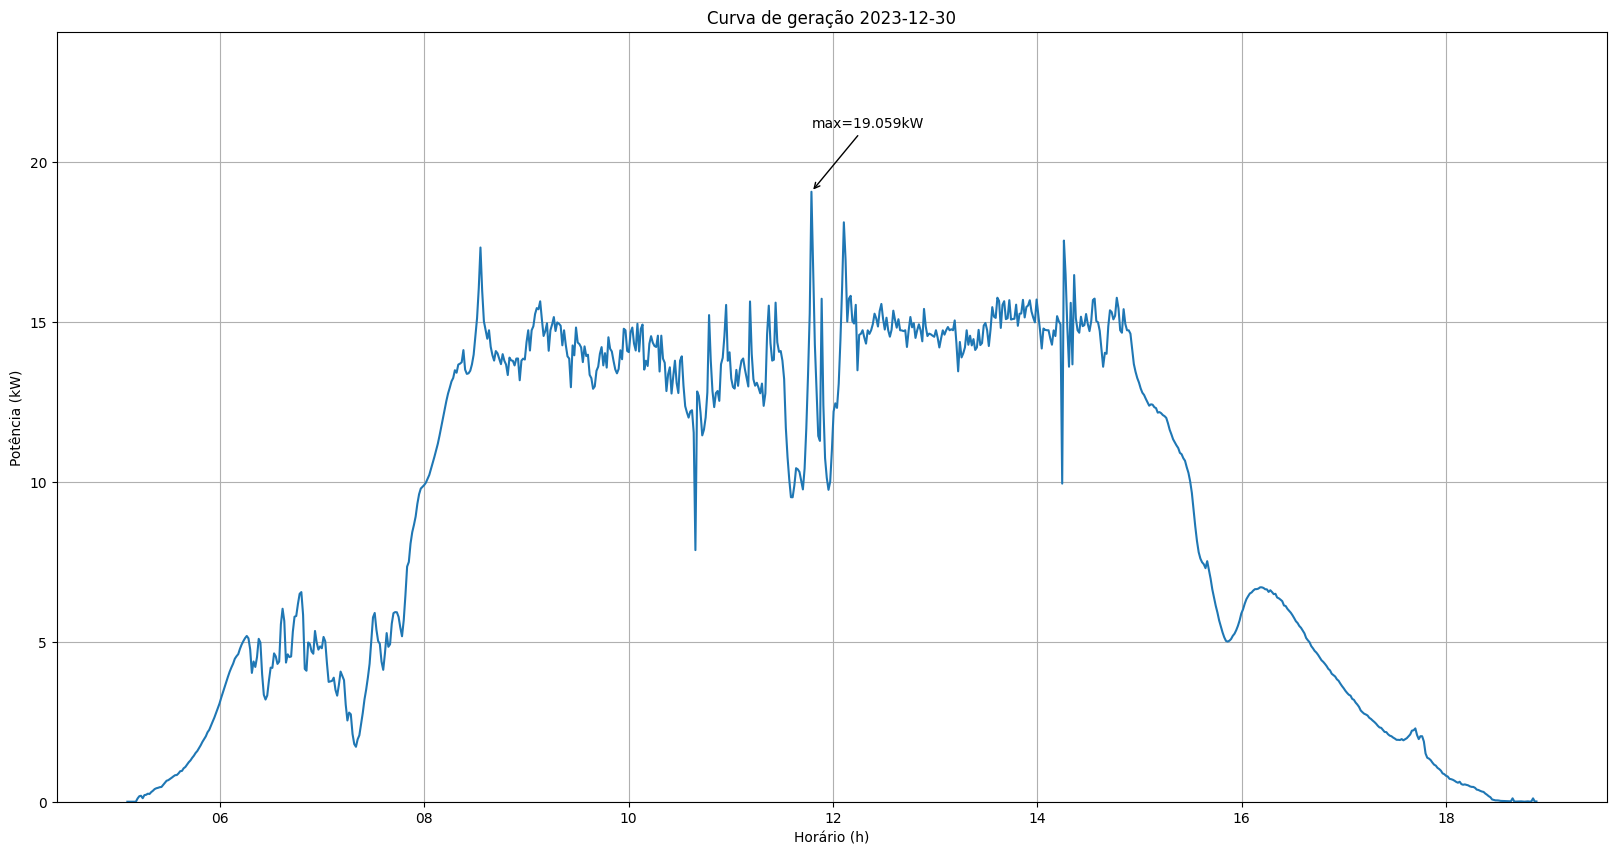 Curva de geração 2023-12-30
max=19.059kW
20
15
10
5
0
Potência (kW)
06 08 10 12 14 16 18
Horário (h)